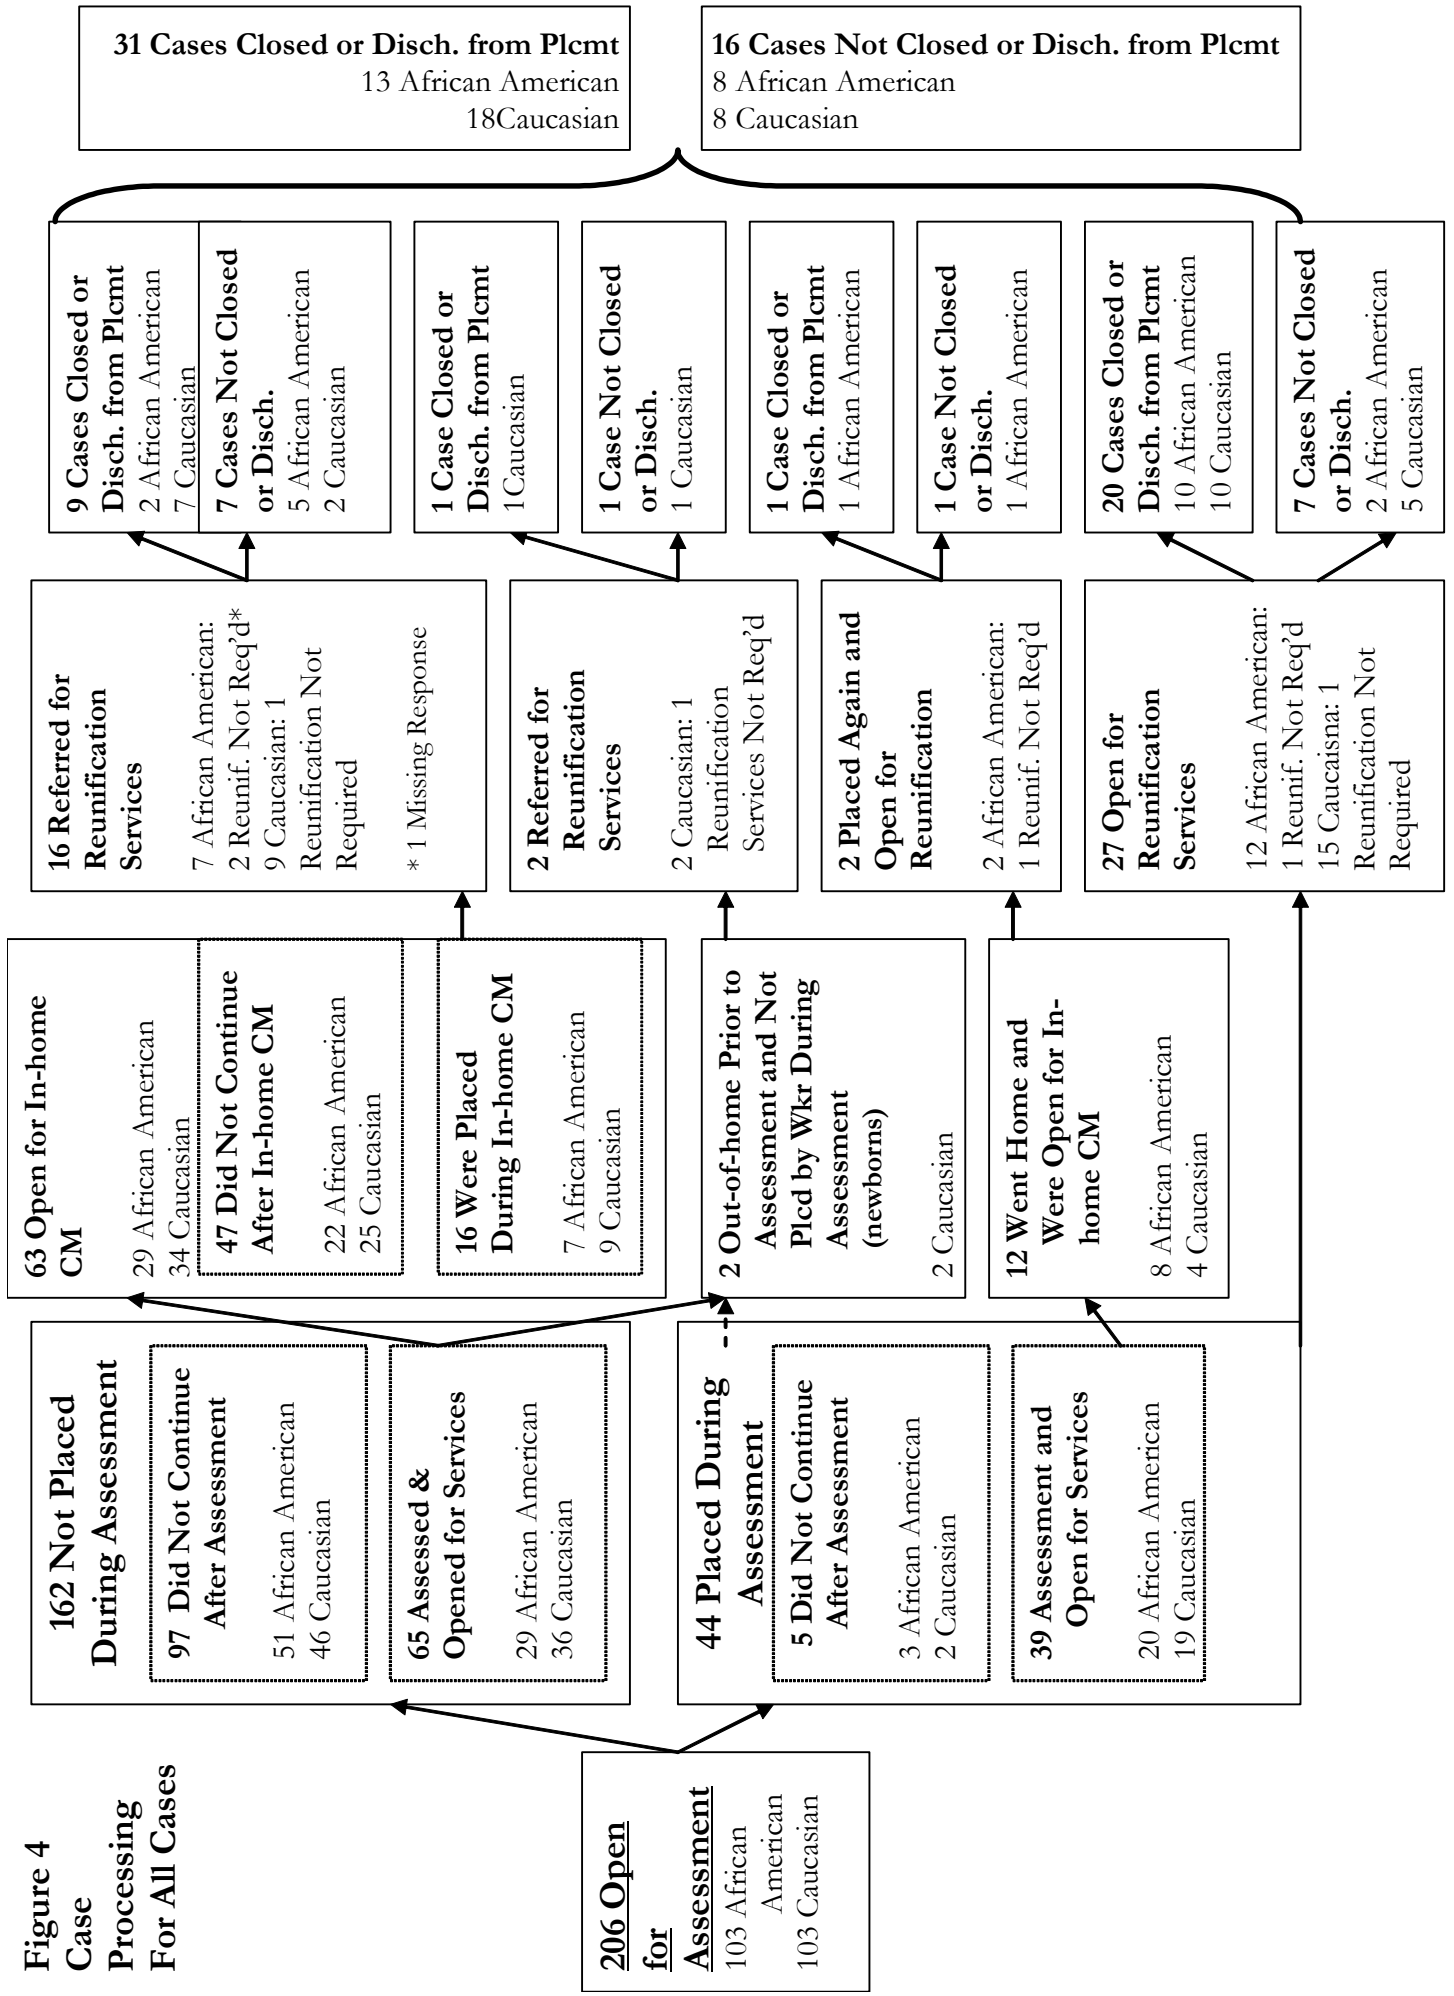 Figure 4
Case
Processing
For All Cases
206 Open
for
Assessment
103 African
American
103 Caucasian
162 Not Placed
During Assessment
97 Did Not Continue
After Assessment
51 African American
46 Caucasian
65 Assessed &
Opened for Services
29 African American
36 Caucasian
44 Placed During
Assessment
5 Did Not Continue
After Assessment
3 African American
2 Caucasian
39 Assessment and
Open for Services
20 African American
19 Caucasian
63 Open for In-home
CM
29 African American
34 Caucasian
47 Did Not Continue
After In-home CM
22 African American
25 Caucasian
16 Were Placed
During In-home CM
7 African American
9 Caucasian
2 Out-of-home Prior to
Assessment and Not
Plcd by Wkr During
Assessment
(newborns)
2 Caucasian
12 Went Home and
Were Open for In-
home CM
8 African American
4 Caucasian
16 Referred for
Reunification
Services
7 African American:
2 Reunif. Not Req’d*
9 Caucasian: 1
Reunification Not
Required
* 1 Missing Response
2 Referred for
Reunification
Services
2 Caucasian: 1
Reunification
Services Not Req’d
2 Placed Again and
Open for
Reunification
2 African American:
1 Reunif. Not Req’d
27 Open for
Reunification
Services
12 African American:
1 Reunif. Not Req’d
15 Caucaisna: 1
Reunification Not
Required
9 Cases Closed or
Disch. from Plcmt
2 African American
7 Caucasian
7 Cases Not Closed
or Disch.
5 African American
2 Caucasian
1 Case Closed or
Disch. from Plcmt
1Caucasian
1 Case Not Closed
or Disch.
1 Caucasian
1 Case Closed or
Disch. from Plcmt
1 African American
1 Case Not Closed
or Disch.
1 African American
20 Cases Closed or
Disch. from Plcmt
10 African American
10 Caucasian
7 Cases Not Closed
or Disch.
2 African American
5 Caucasian
31 Cases Closed or Disch. from Plcmt
13 African American
18Caucasian
16 Cases Not Closed or Disch. from Plcmt
8 African American
8 Caucasian